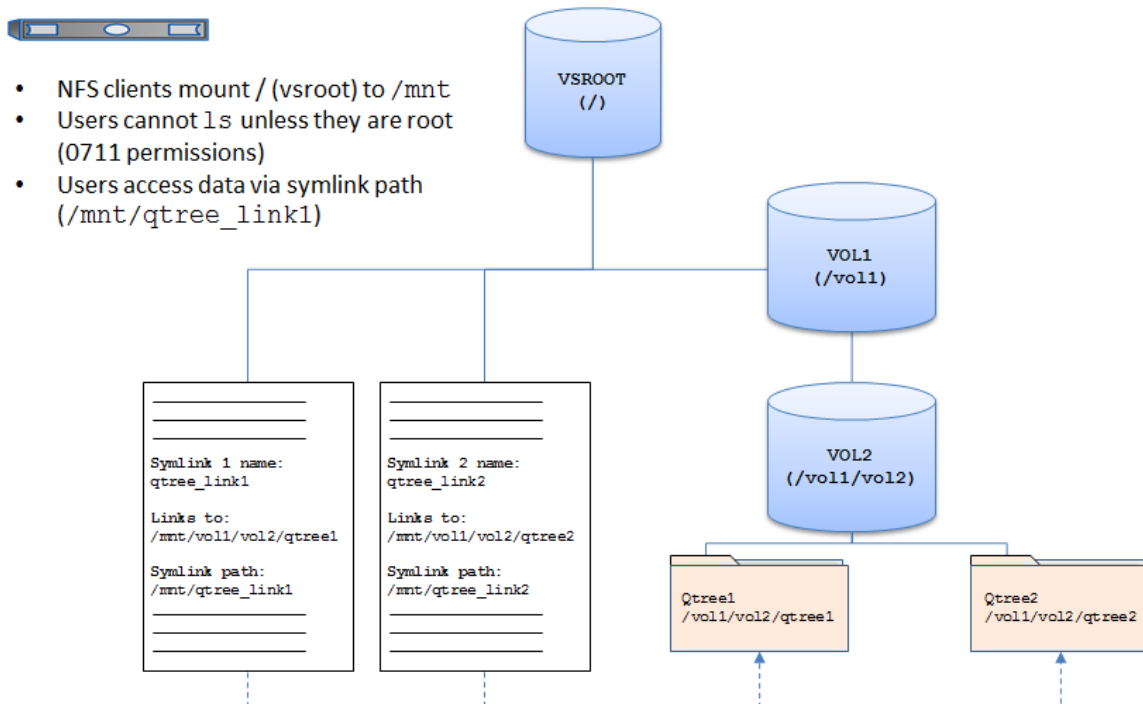 • NFS clients mount / (vsroot) to /mnt
• Users cannot ls unless they are root
(0711 permissions)
• Users access data via symlink path
(/mnt/qtree_link1)
VSROOT
(/)
VOL1
(/vol1)
VOL2
(/vol1/vol2)
Symlink 1 name:
qtree_link1
Links to:
/mnt/vol1/vol2/qtree1
Symlink path:
/mnt/qtree_link1
Symlink 2 name:
qtree_link2
Links to:
/mnt/vol1/vol2/qtree2
Symlink path:
/mnt/qtree_link2
Qtree1
/vol1/vol2/qtree1
Qtree2
/vol1/vol2/qtree2